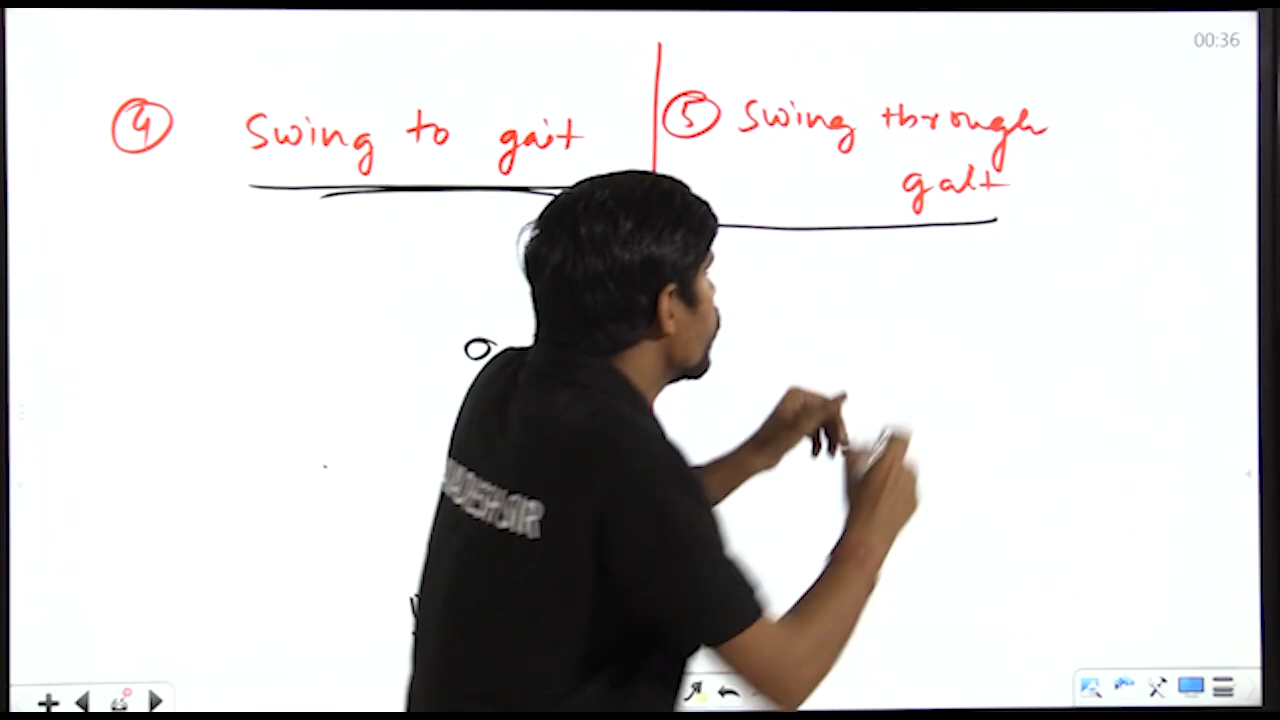 00:36
④ Swing to gait
⑤ Swing through
gait